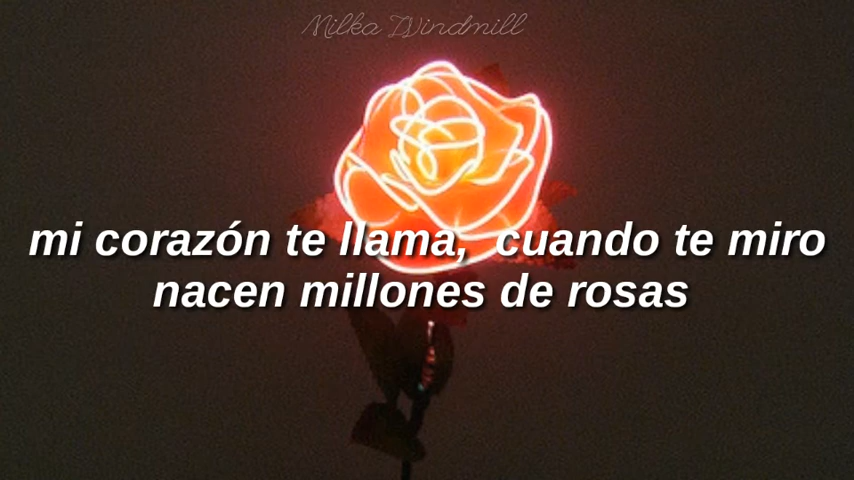 Milka Windmill
mi corazón te llama, cuando te miro
nacen millones de rosas